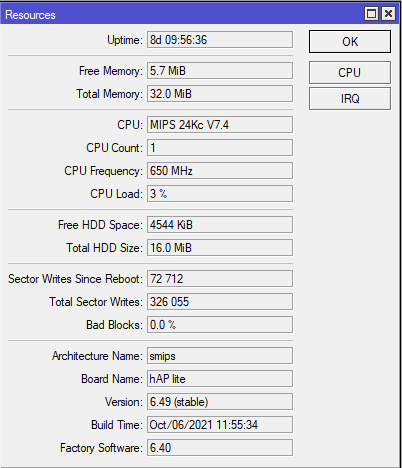 Resources
Uptime: 8d 09:56:36
OK
Free Memory: 5.7 MiB
CPU
Total Memory: 32.0 MiB
IRQ
CPU: MIPS 24Kc V7.4
CPU Count: 1
CPU Frequency: 650 MHz
CPU Load: 3 %
Free HDD Space: 4544 KiB
Total HDD Size: 16.0 MiB
Sector Writes Since Reboot: 72 712
Total Sector Writes: 326 055
Bad Blocks: 0.0 %
Architecture Name: smips
Board Name: hAP lite
Version: 6.49 (stable)
Build Time: Oct/06/2021 11:55:34
Factory Software: 6.40